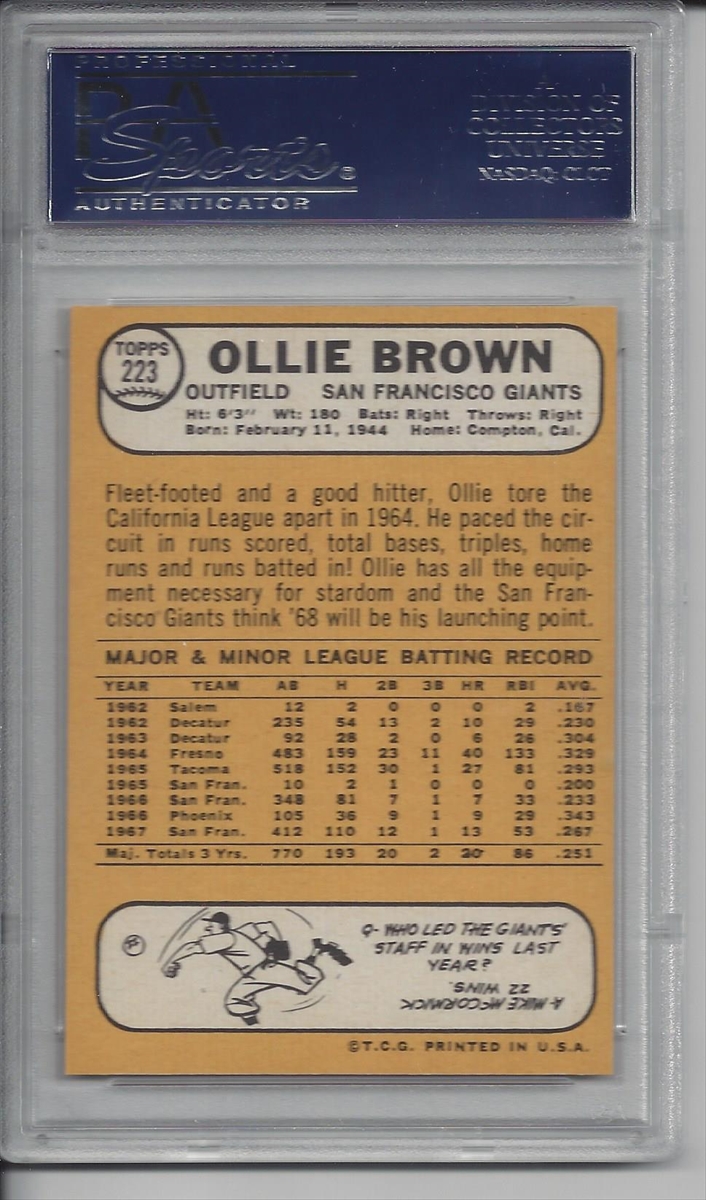 PROFESSIONAL
PSA
Sports®
AUTHENTICATOR
A
DIVISION OF
COLLECTORS
UNIVERSE
NASDAQ: CLCT
TOPPS
223
OLLIE BROWN
OUTFIELD SAN FRANCISCO GIANTS
Ht: 6'3" Wt: 180 Bats: Right Throws: Right
Born: February 11, 1944 Home: Compton, Cal.
Fleet-footed and a good hitter, Ollie tore the
California League apart in 1964. He paced the cir-
cuit in runs scored, total bases, triples, home
runs and runs batted in! Ollie has all the equip-
ment necessary for stardom and the San Fran-
cisco Giants think '68 will be his launching point.
MAJOR & MINOR LEAGUE BATTING RECORD
YEAR TEAM AB H 2B 3B HR RBI AVG.
1962 Salem 12 2 0 0 0 2 .167
1962 Decatur 235 54 13 2 10 29 .230
1963 Decatur 92 28 2 0 6 26 .304
1964 Fresno 483 159 23 11 40 133 .329
1965 Tacoma 518 152 30 1 27 81 .293
1965 San Fran. 10 2 1 0 0 0 .200
1966 San Fran. 348 81 7 1 7 33 .233
1966 Phoenix 105 36 9 1 9 29 .343
1967 San Fran. 412 110 12 1 13 53 .267
Maj. Totals 3 Yrs. 770 193 20 2 20 86 .251
Q- WHO LED THE GIANTS'
STAFF IN WINS LAST
YEAR?
A- MIKE McCORMICK
22 WINS.
©T.C.G. PRINTED IN U.S.A.